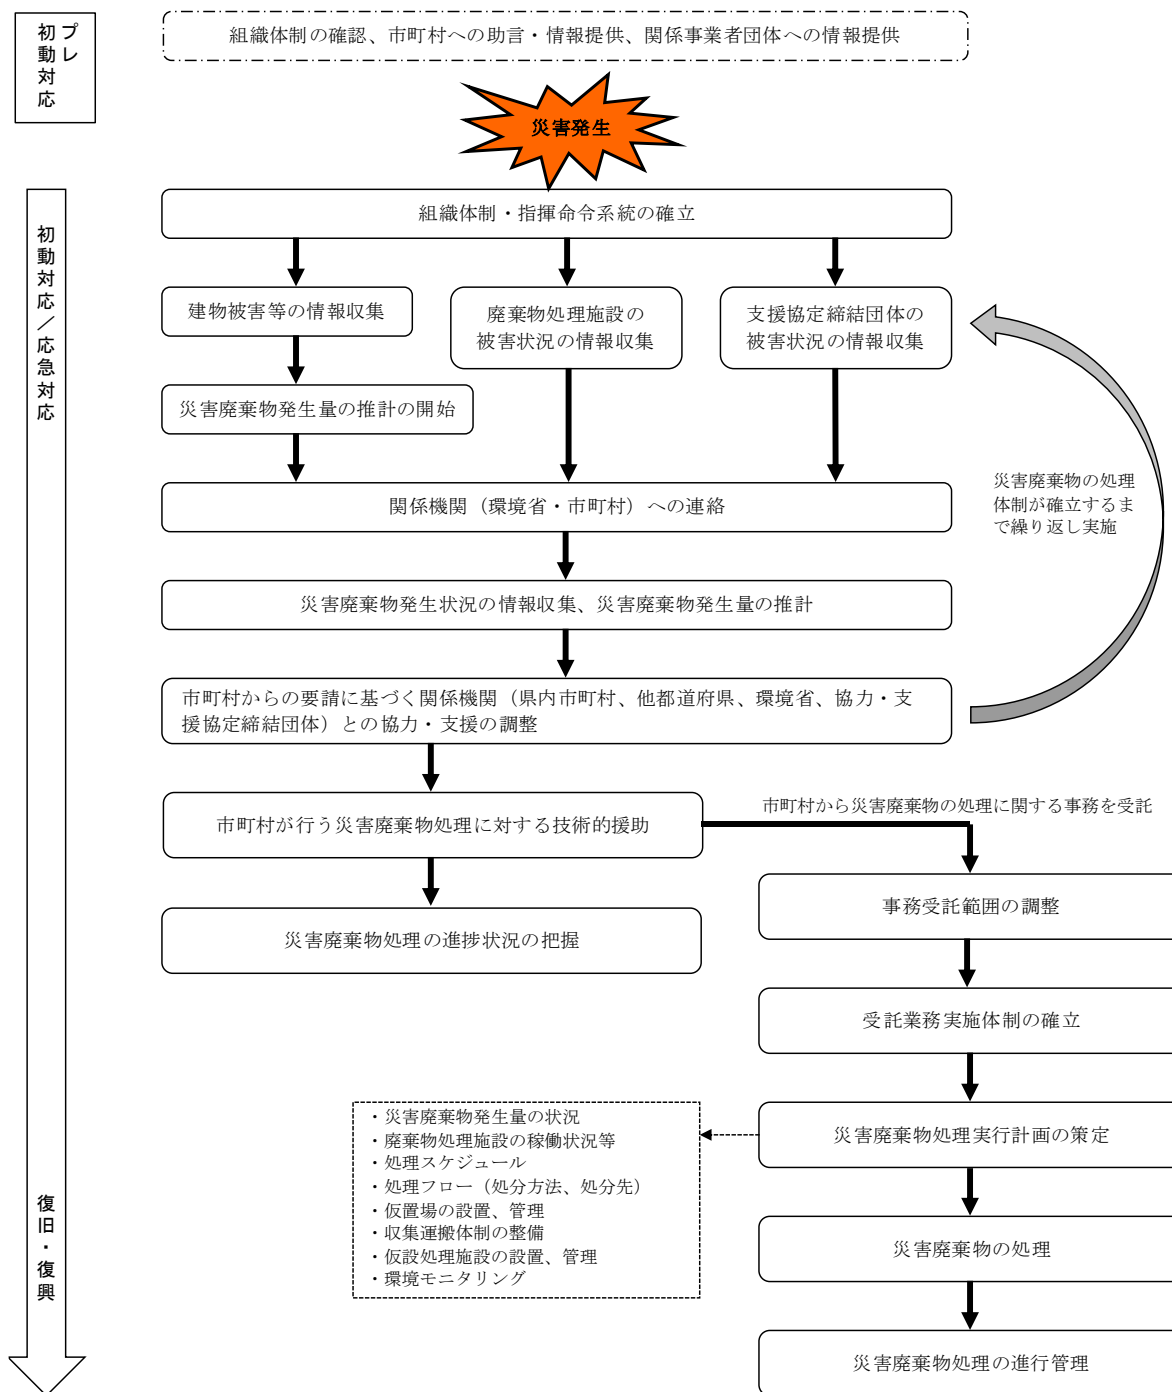 プレ
初動対応
組織体制の確認、市町村への助言・情報提供、関係事業者団体への情報提供
災害発生
初動対応／応急対応
組織体制・指揮命令系統の確立
建物被害等の情報収集
廃棄物処理施設の
被害状況の情報収集
支援協定締結団体の
被害状況の情報収集
災害廃棄物発生量の推計の開始
災害廃棄物の処理
体制が確立するま
で繰り返し実施
関係機関（環境省・市町村）への連絡
災害廃棄物発生状況の情報収集、災害廃棄物発生量の推計
市町村からの要請に基づく関係機関（県内市町村、他都道府県、環境省、協力・支
援協定締結団体）との協力・支援の調整
市町村が行う災害廃棄物処理に対する技術的援助
市町村から災害廃棄物の処理に関する事務を受託
災害廃棄物処理の進捗状況の把握
事務受託範囲の調整
受託業務実施体制の確立
災害廃棄物処理実行計画の策定
・災害廃棄物発生量の状況
・廃棄物処理施設の稼働状況等
・処理スケジュール
・処理フロー（処分方法、処分先）
・仮置場の設置、管理
・収集運搬体制の整備
・仮設処理施設の設置、管理
・環境モニタリング
復旧・復興
災害廃棄物の処理
災害廃棄物処理の進行管理